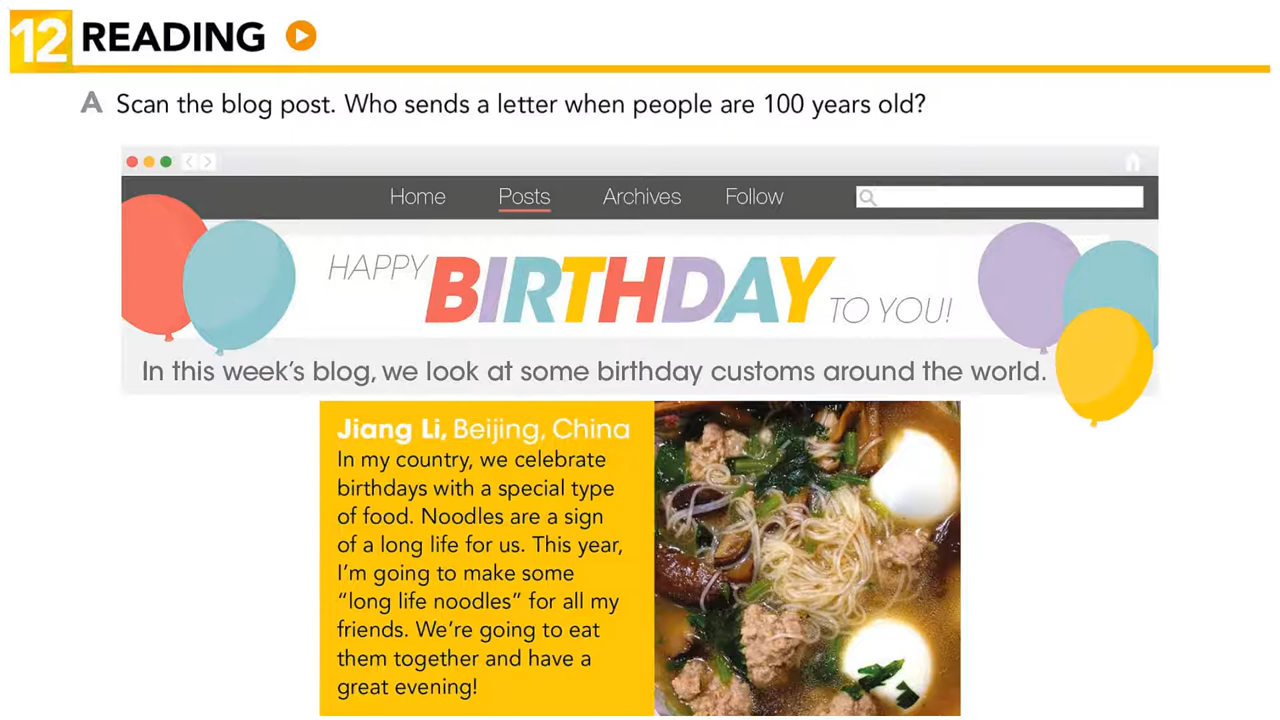 12 READING
A Scan the blog post. Who sends a letter when people are 100 years old?
Home Posts Archives Follow
HAPPY BIRTHDAY TO YOU!
In this week's blog, we look at some birthday customs around the world.
Jiang Li, Beijing, China
In my country, we celebrate
birthdays with a special type
of food. Noodles are a sign
of a long life for us. This year,
I'm going to make some
“long life noodles” for all my
friends. We're going to eat
them together and have a
great evening!